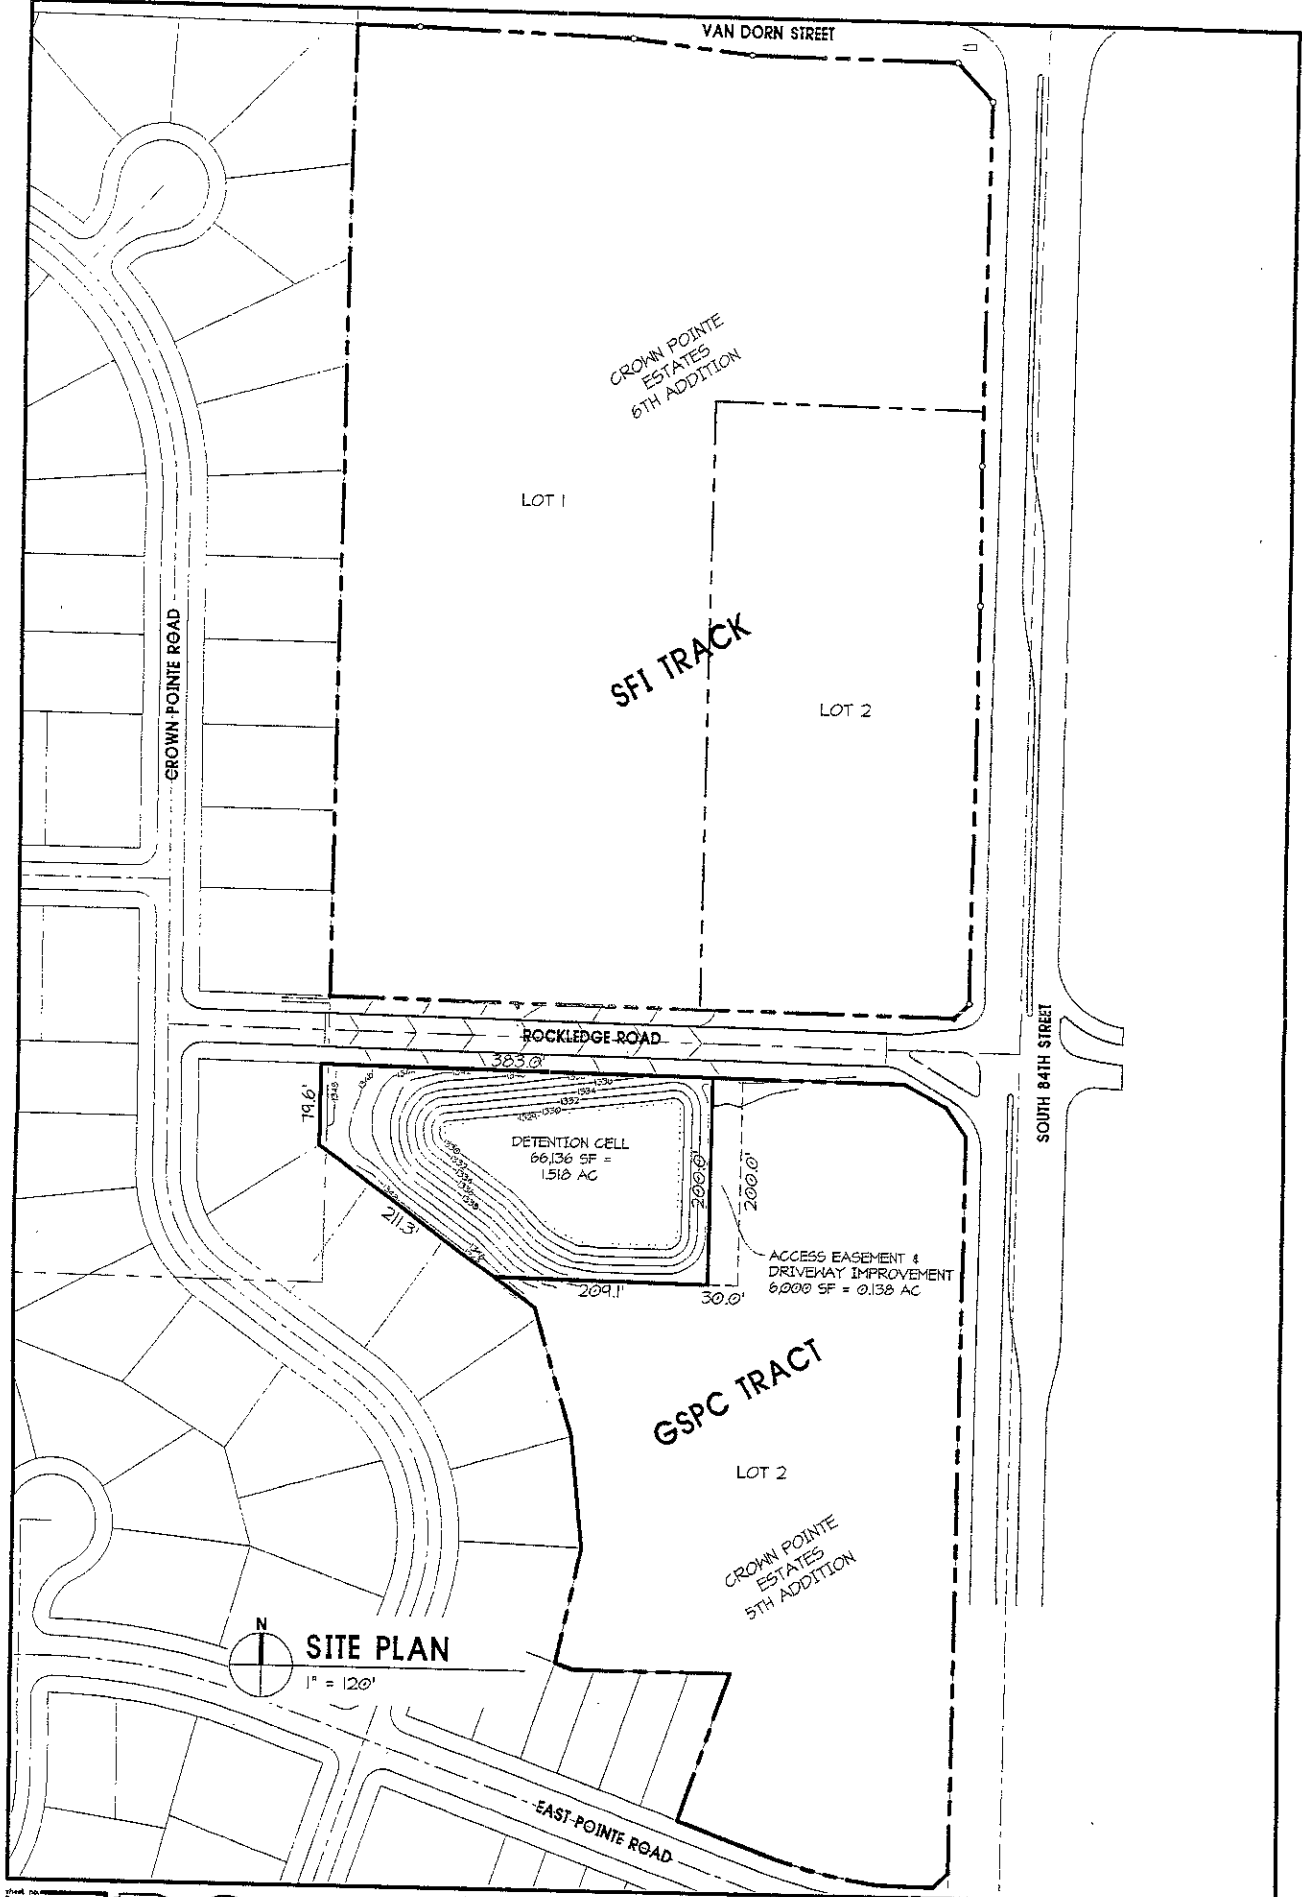 VAN DORN STREET
CROWN POINTE
ESTATES
6TH ADDITION
LOT 1
SFI TRACK
LOT 2
CROWN POINTE ROAD
ROCKLEDGE ROAD
383.0'
SOUTH 84TH STREET
79.6'
DETENTION CELL
66,136 SF =
1.518 AC
200.0'
200.0'
211.3'
ACCESS EASEMENT &
DRIVEWAY IMPROVEMENT
6,000 SF = 0.138 AC
209.1'
30.0'
GSPC TRACT
LOT 2
CROWN POINTE
ESTATES
5TH ADDITION
N
SITE PLAN
1" = 120'
EAST POINTE ROAD
sheet no.